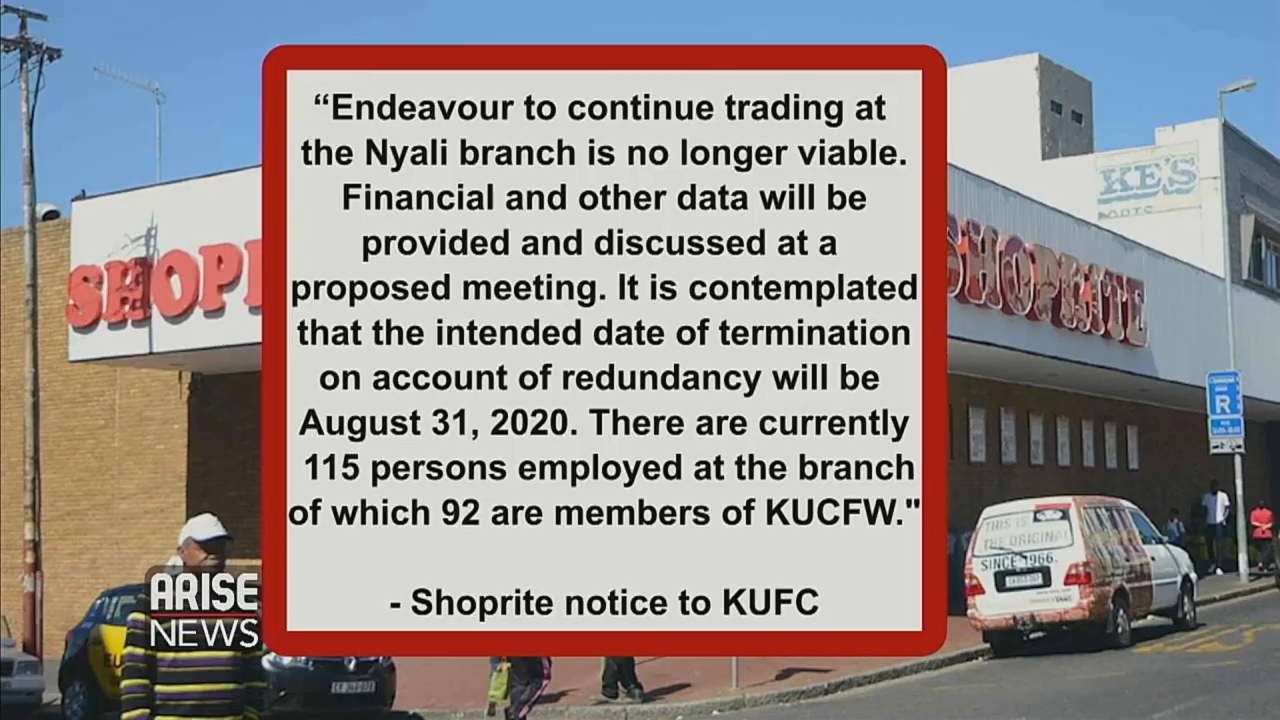 “Endeavour to continue trading at
the Nyali branch is no longer viable.
Financial and other data will be
provided and discussed at a
proposed meeting. It is contemplated
that the intended date of termination
on account of redundancy will be
August 31, 2020. There are currently
115 persons employed at the branch
of which 92 are members of KUCFW."
- Shoprite notice to KUFC
SHOP
SHOPRITE
KE'S
R
THIS IS
THE ORIGINAL
SINCE 1966.
EU
ARISE
NEWS